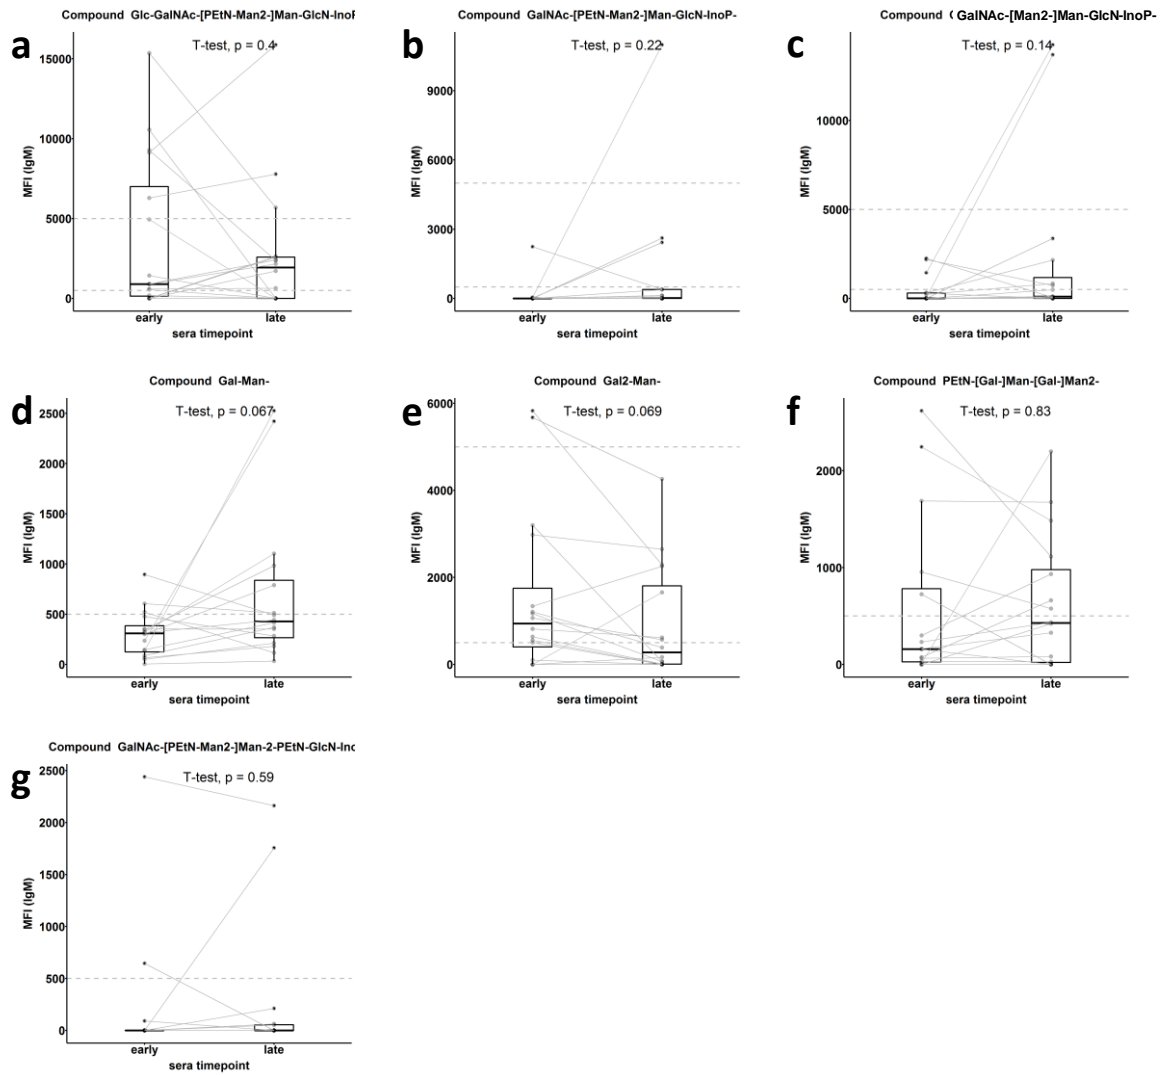 Compound Glc-GalNAc-[PEtN-Man2-]Man-GlcN-InoP
a
T-test, p = 0.4
15000
10000
5000
0
MFI (IgM)
early late
sera timepoint
Compound GalNAc-[PEtN-Man2-]Man-GlcN-InoP-
b
T-test, p = 0.22
9000
6000
3000
0
MFI (IgM)
early late
sera timepoint
Compound ( GalNAc-[Man2-]Man-GlcN-InoP-
c
T-test, p = 0.14
10000
5000
0
MFI (IgM)
early late
sera timepoint
Compound Gal-Man-
d
T-test, p = 0.067
2500
2000
1500
1000
500
0
MFI (IgM)
early late
sera timepoint
Compound Gal2-Man-
e
T-test, p = 0.069
6000
4000
2000
0
MFI (IgM)
early late
sera timepoint
Compound PEtN-[Gal-]Man-[Gal-]Man2-
f
T-test, p = 0.83
2000
1000
0
MFI (IgM)
early late
sera timepoint
Compound GalNAc-[PEtN-Man2-]Man-2-PEtN-GlcN-Ino
g
T-test, p = 0.59
2500
2000
1500
1000
500
0
MFI (IgM)
early late
sera timepoint